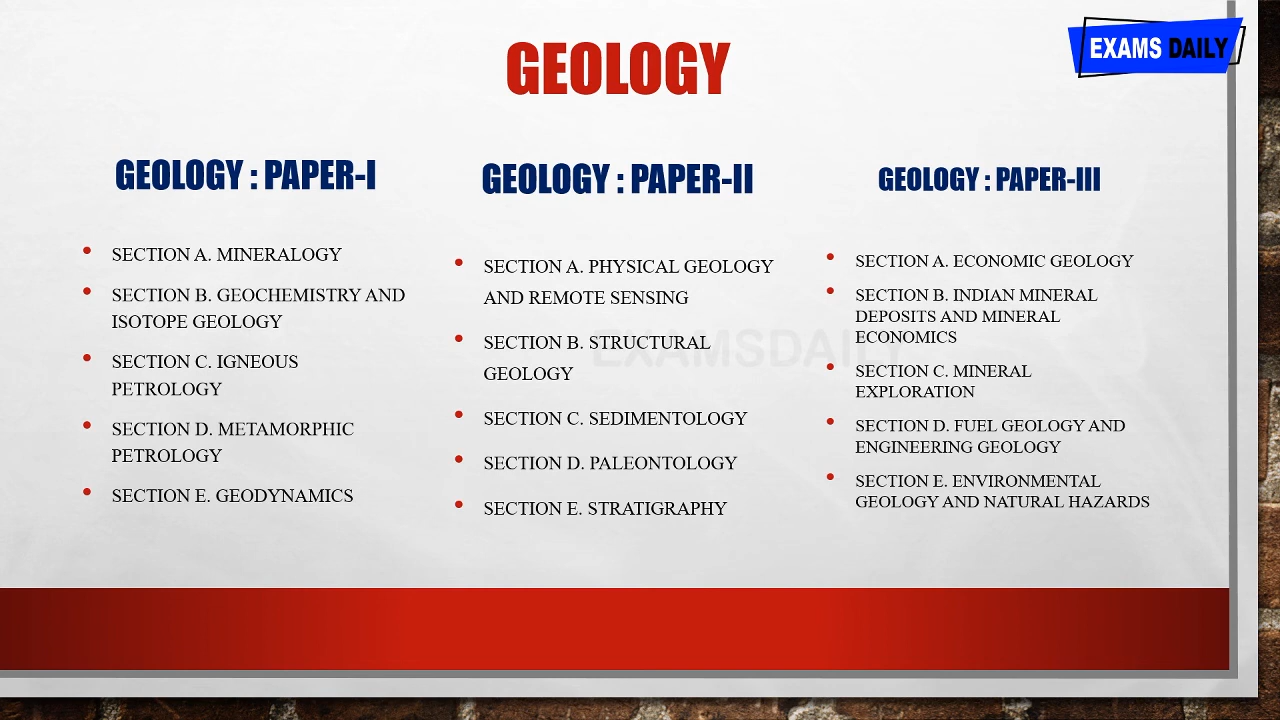 EXAMS DAILY
GEOLOGY
GEOLOGY : PAPER-I
SECTION A. MINERALOGY
SECTION B. GEOCHEMISTRY AND
ISOTOPE GEOLOGY
SECTION C. IGNEOUS
PETROLOGY
SECTION D. METAMORPHIC
PETROLOGY
SECTION E. GEODYNAMICS
GEOLOGY : PAPER-II
SECTION A. PHYSICAL GEOLOGY
AND REMOTE SENSING
SECTION B. STRUCTURAL
GEOLOGY
SECTION C. SEDIMENTOLOGY
SECTION D. PALEONTOLOGY
SECTION E. STRATIGRAPHY
GEOLOGY : PAPER-III
SECTION A. ECONOMIC GEOLOGY
SECTION B. INDIAN MINERAL
DEPOSITS AND MINERAL
ECONOMICS
SECTION C. MINERAL
EXPLORATION
SECTION D. FUEL GEOLOGY AND
ENGINEERING GEOLOGY
SECTION E. ENVIRONMENTAL
GEOLOGY AND NATURAL HAZARDS
EXAMSDAILY